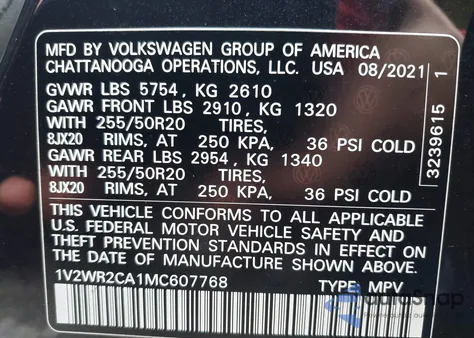 MFD BY VOLKSWAGEN GROUP OF AMERICA
CHATTANOOGA OPERATIONS, LLC. USA 08/2021
GVWR LBS 5754, KG 2610
GAWR FRONT LBS 2910, KG 1320
WITH 255/50R20 TIRES,
8JX20 RIMS, AT 250 KPA, 36 PSI COLD
GAWR REAR LBS 2954, KG 1340
WITH 255/50R20 TIRES,
8JX20 RIMS, AT 250 KPA, 36 PSI COLD
THIS VEHICLE CONFORMS TO ALL APPLICABLE
U.S. FEDERAL MOTOR VEHICLE SAFETY, BUMPER, AND
THEFT PREVENTION STANDARDS IN EFFECT ON
DATE OF MANUFACTURE SHOWN ABOVE.
1V2WR2CA1MC607768 TYPE: MPV
3239615 1
AutoSnap